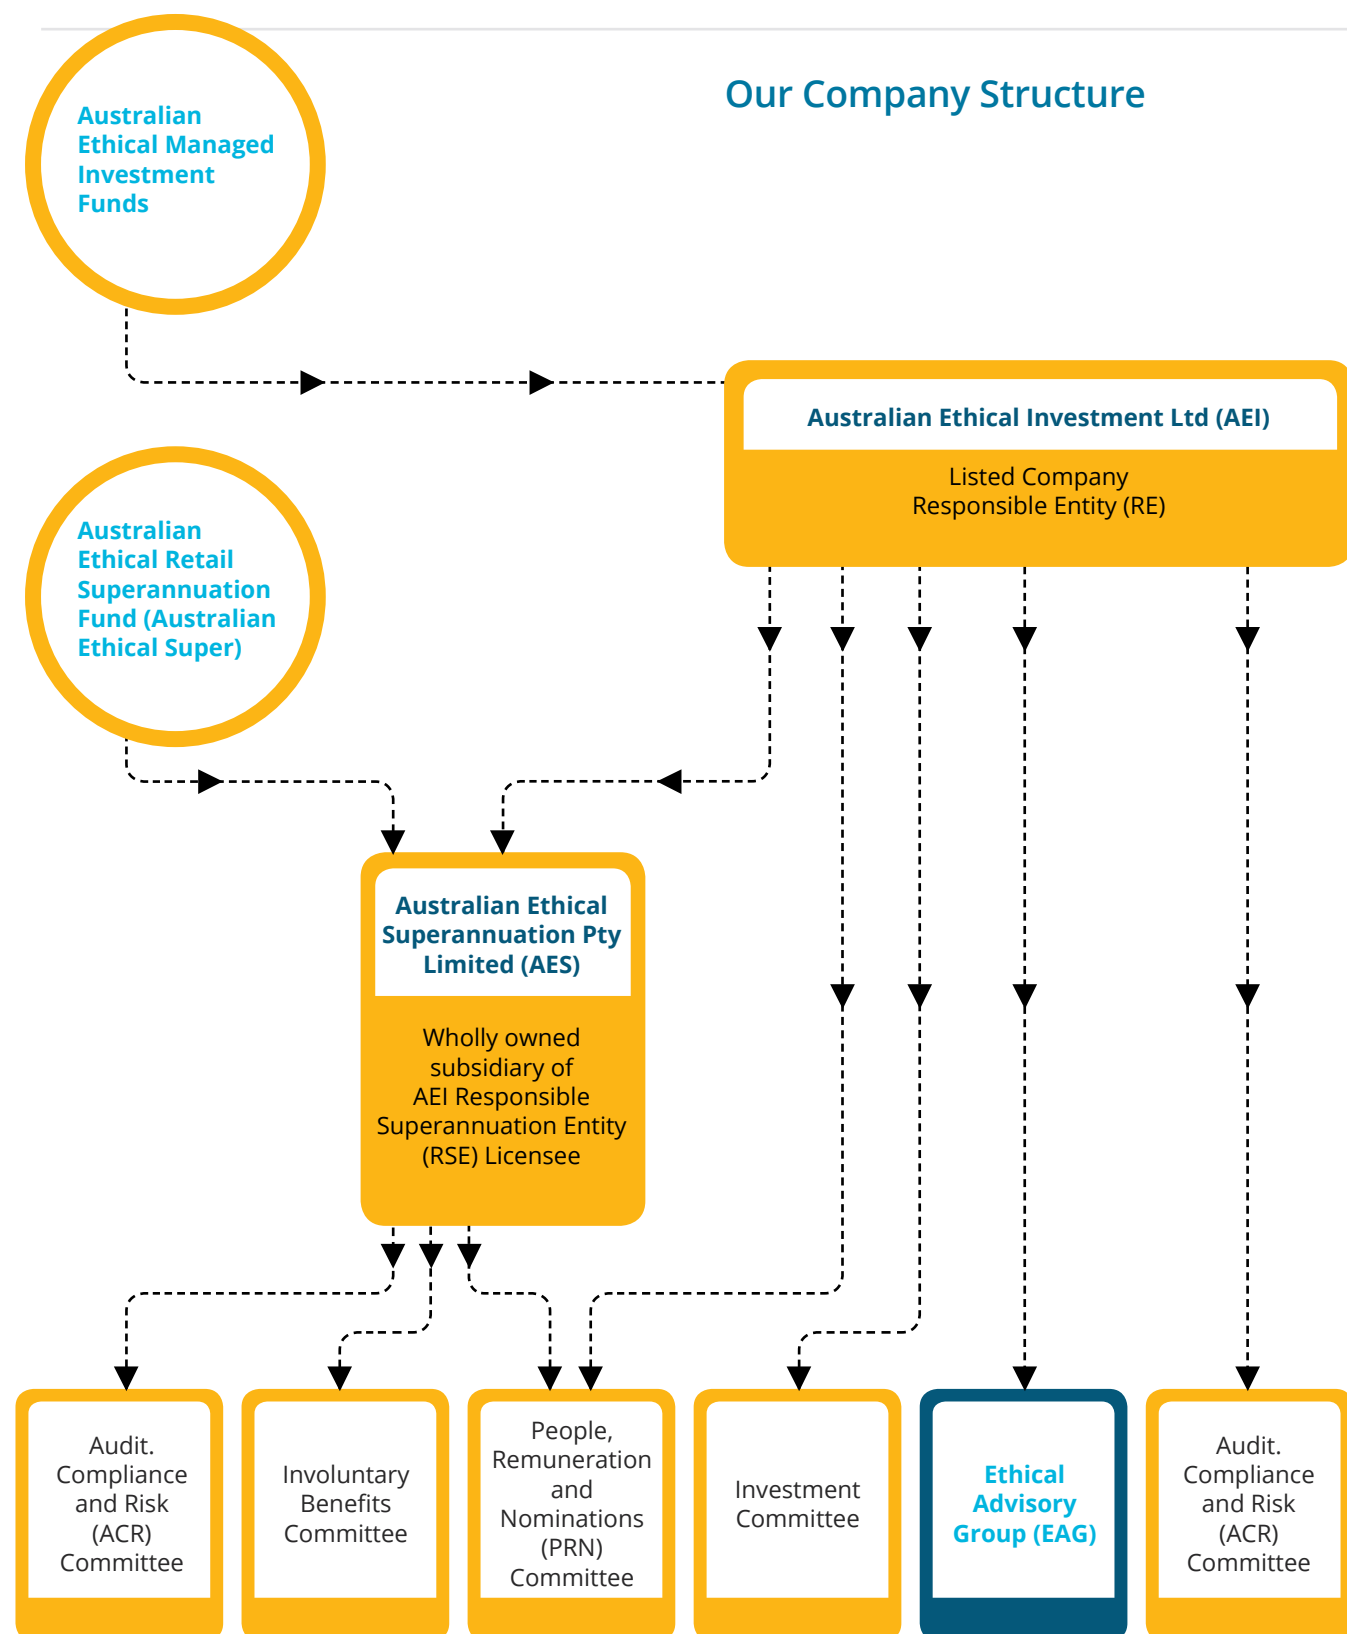 Our Company Structure
Australian
Ethical Managed
Investment
Funds
Australian Ethical Investment Ltd (AEI)
Listed Company
Responsible Entity (RE)
Australian
Ethical Retail
Superannuation
Fund (Australian
Ethical Super)
Australian Ethical
Superannuation Pty
Limited (AES)
Wholly owned
subsidiary of
AEI Responsible
Superannuation Entity
(RSE) Licensee
Audit.
Compliance
and Risk
(ACR)
Committee
Involuntary
Benefits
Committee
People,
Remuneration
and
Nominations
(PRN)
Committee
Investment
Committee
Ethical
Advisory
Group (EAG)
Audit.
Compliance
and Risk
(ACR)
Committee